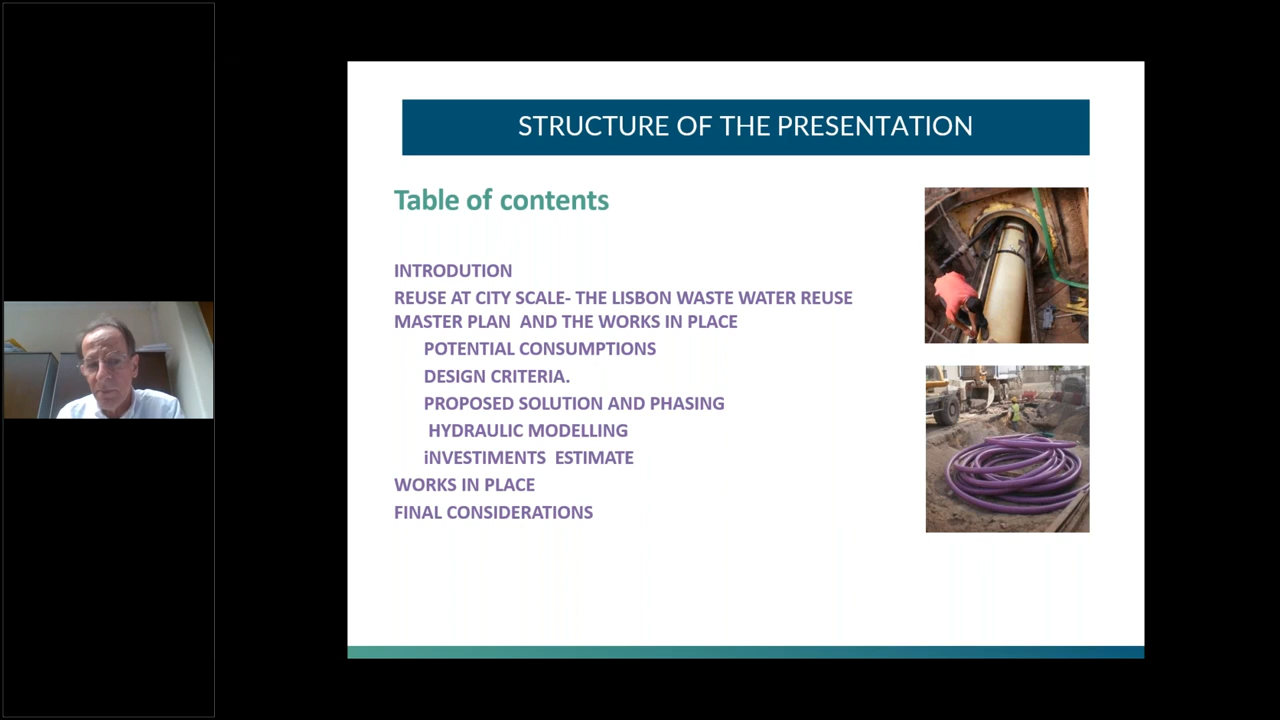 STRUCTURE OF THE PRESENTATION
Table of contents
INTRODUTION
REUSE AT CITY SCALE- THE LISBON WASTE WATER REUSE
MASTER PLAN  AND THE WORKS IN PLACE
POTENTIAL CONSUMPTIONS
DESIGN CRITERIA.
PROPOSED SOLUTION AND PHASING
HYDRAULIC MODELLING
iNVESTIMENTS  ESTIMATE
WORKS IN PLACE
FINAL CONSIDERATIONS